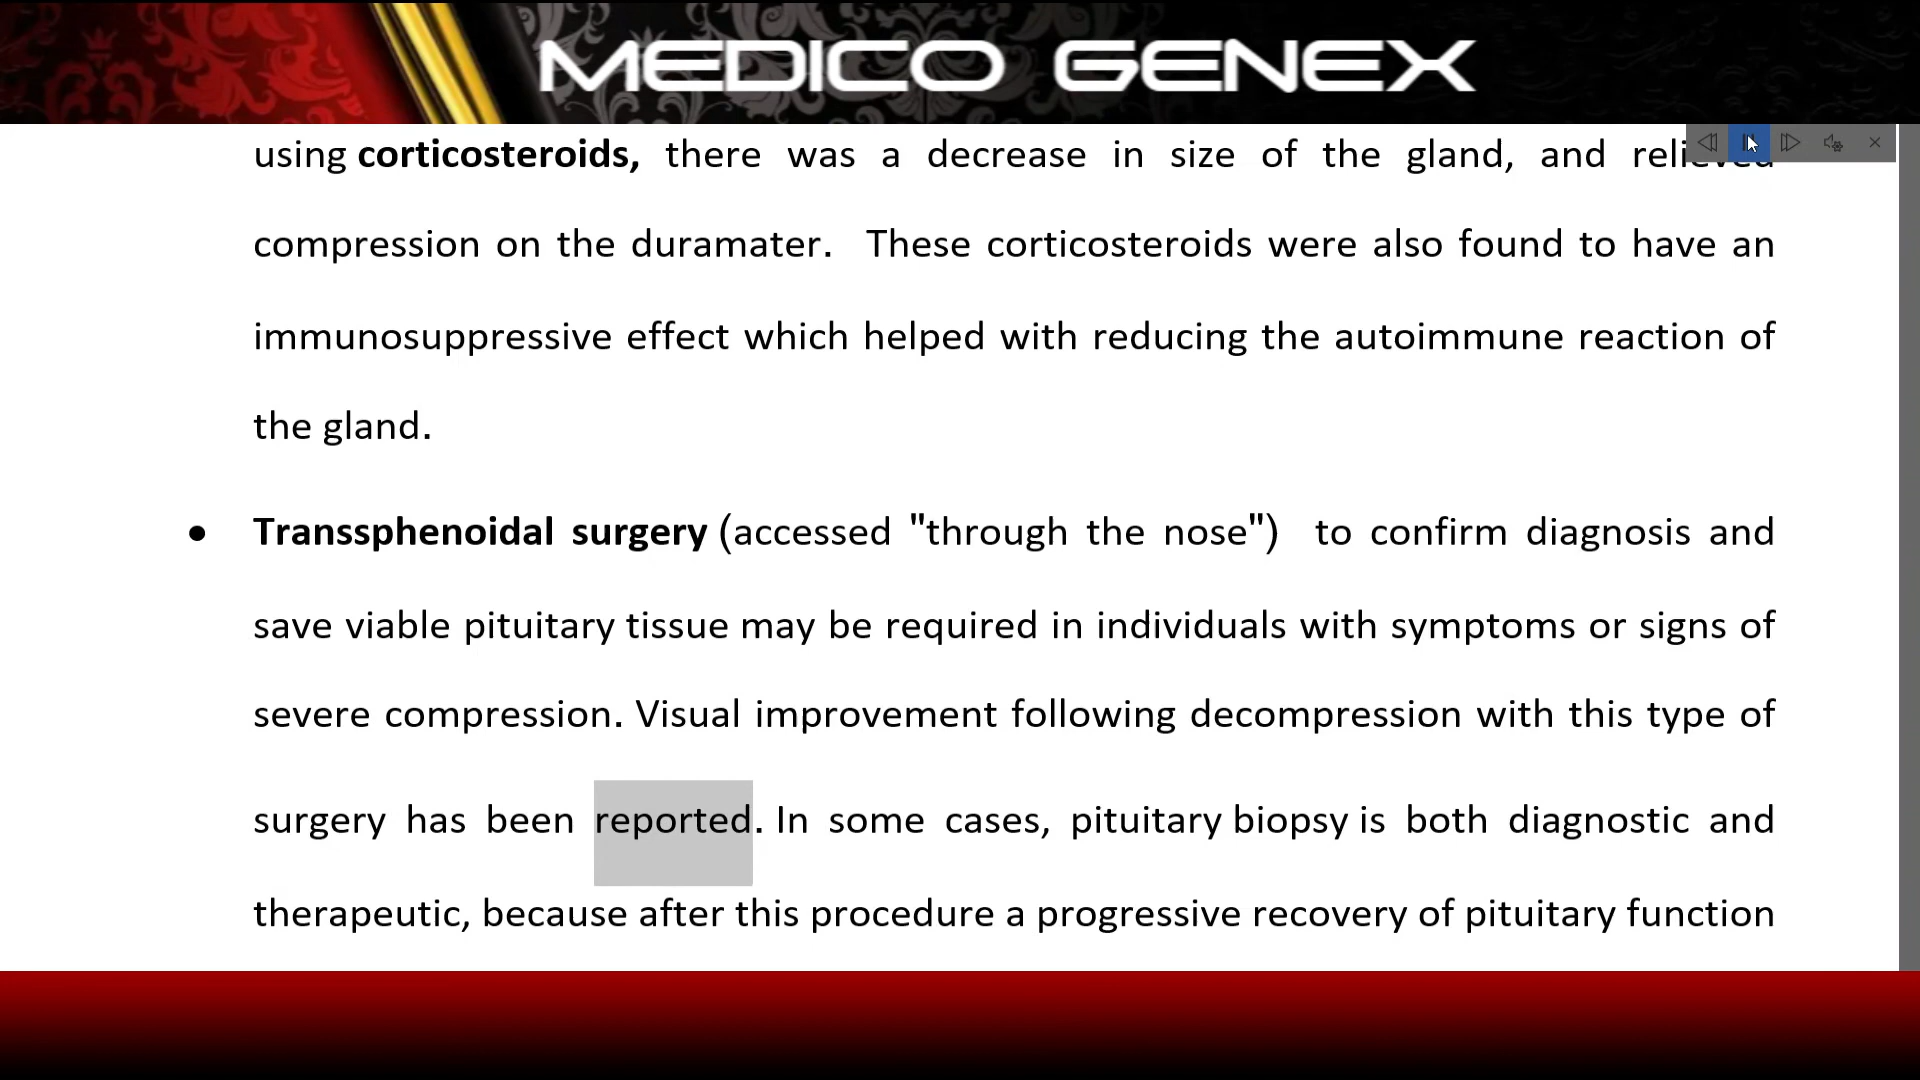 MEDICO GENEX
using corticosteroids, there was a decrease in size of the gland, and relieved
compression on the duramater. These corticosteroids were also found to have an
immunosuppressive effect which helped with reducing the autoimmune reaction of
the gland.
• Transsphenoidal surgery (accessed "through the nose") to confirm diagnosis and
save viable pituitary tissue may be required in individuals with symptoms or signs of
severe compression. Visual improvement following decompression with this type of
surgery has been reported. In some cases, pituitary biopsy is both diagnostic and
therapeutic, because after this procedure a progressive recovery of pituitary function